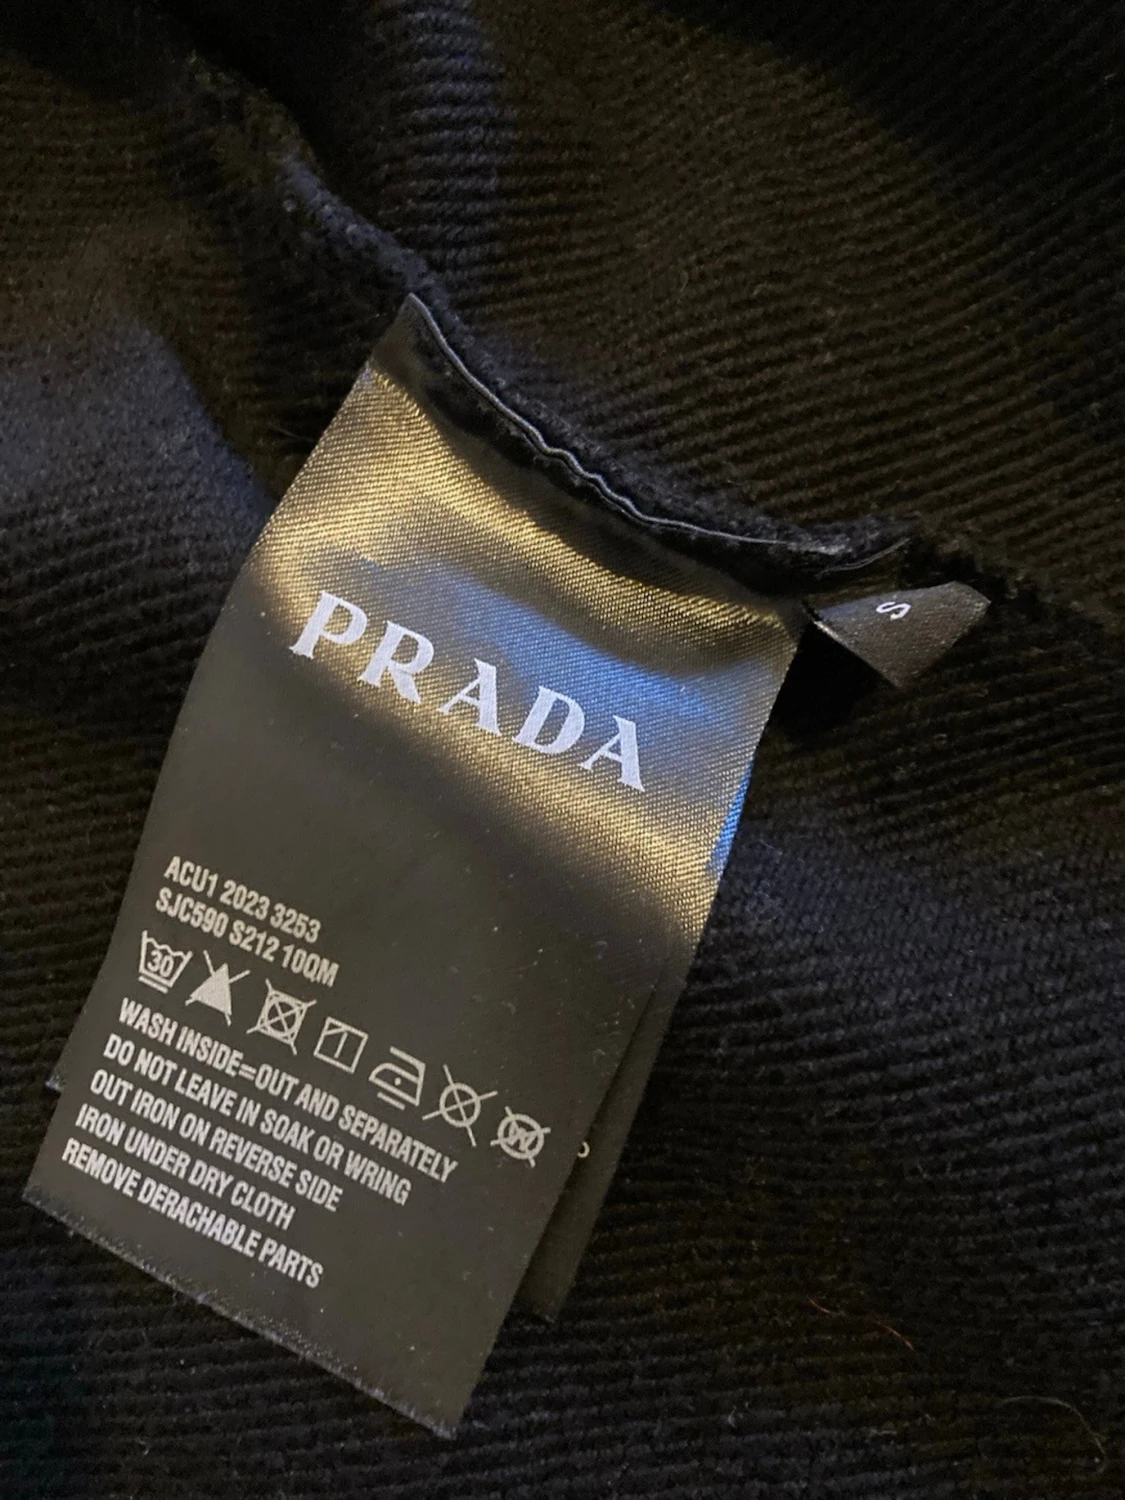 PRADA
S
ACU1 2023 3253
SJC590 S212 10QM
30
WASH INSIDE=OUT AND SEPARATELY
DO NOT LEAVE IN SOAK OR WRING
OUT IRON ON REVERSE SIDE
IRON UNDER DRY CLOTH
REMOVE DERACHABLE PARTS